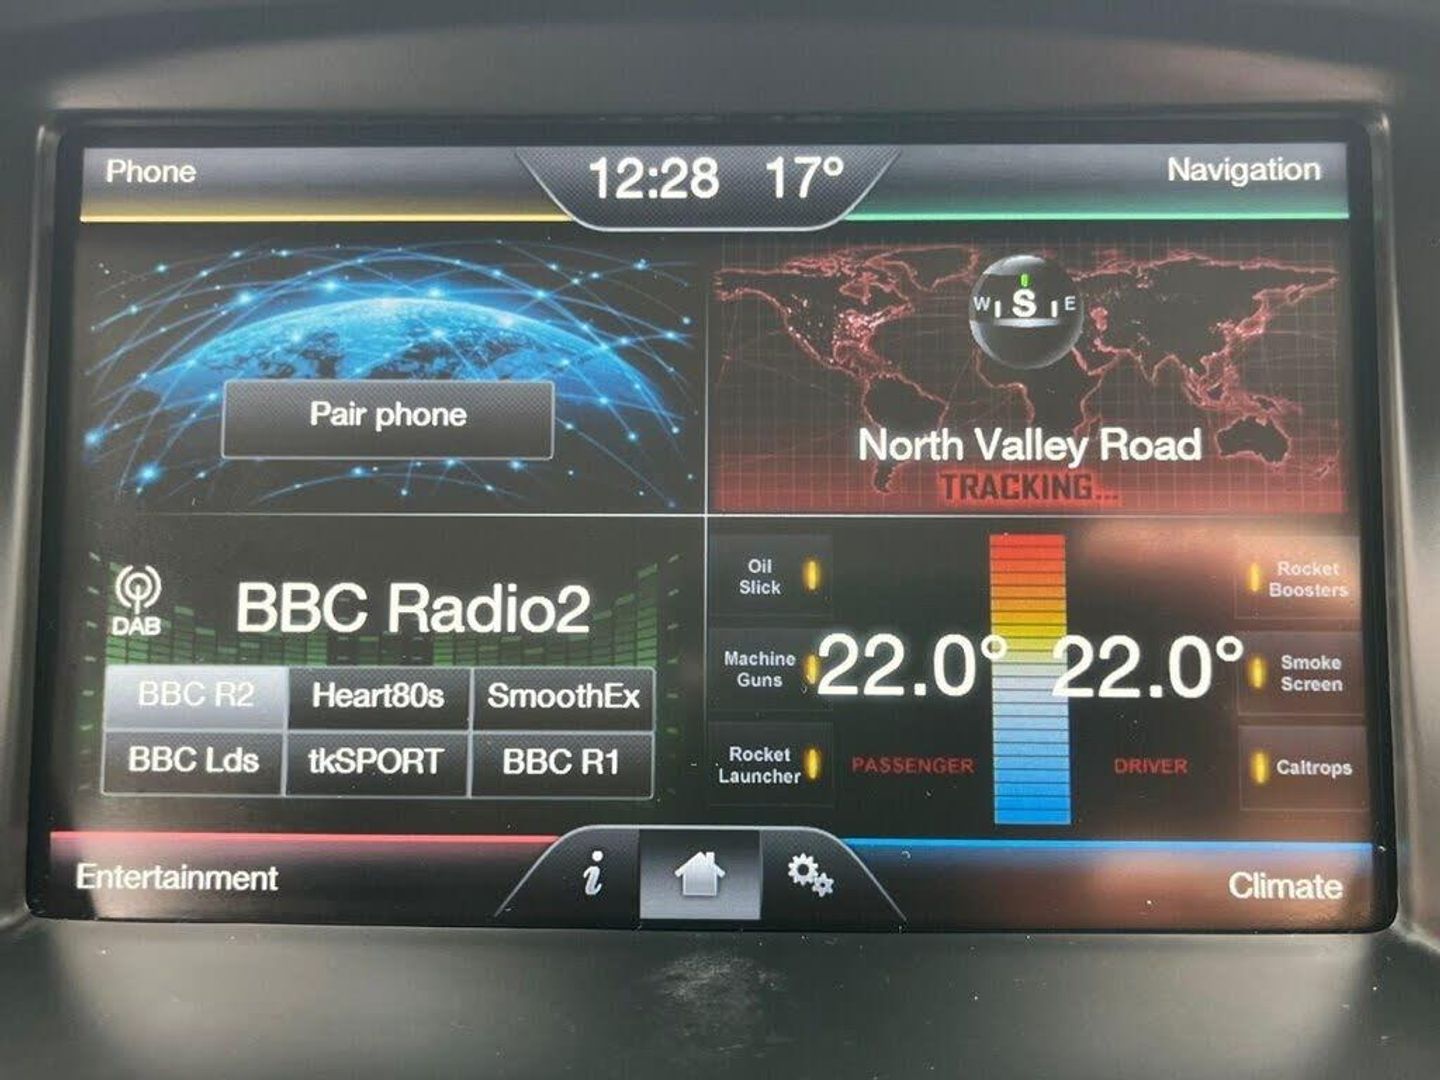 Phone
12:28 17°
Navigation
Pair phone
W S E
North Valley Road
TRACKING...
DAB
BBC Radio2
BBC R2 Heart80s SmoothEx
BBC Lds tkSPORT BBC R1
Oil
Slick
Machine
Guns
Rocket
Launcher
22.0° 22.0°
PASSENGER DRIVER
Rocket
Boosters
Smoke
Screen
Caltrops
Entertainment
i
Climate